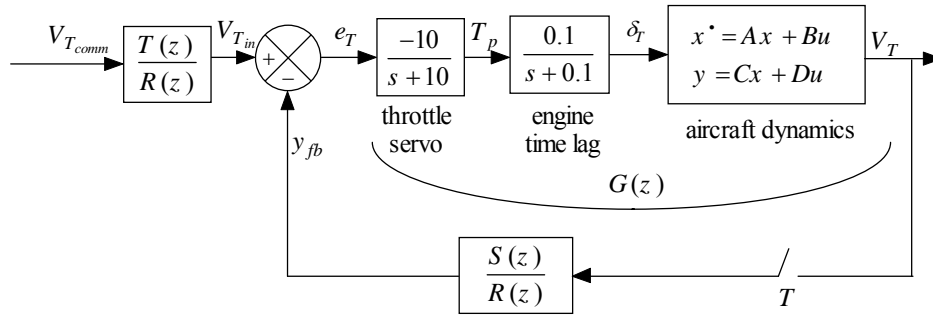 V_{T_{comm}}
T(z)
R(z)
V_{T_{in}}
+
−
e_T
−10
s+10
throttle
servo
T_p
0.1
s+0.1
engine
time lag
δ_T
x• = Ax + Bu
y = Cx + Du
aircraft dynamics
V_T
y_{fb}
G(z)
S(z)
R(z)
T